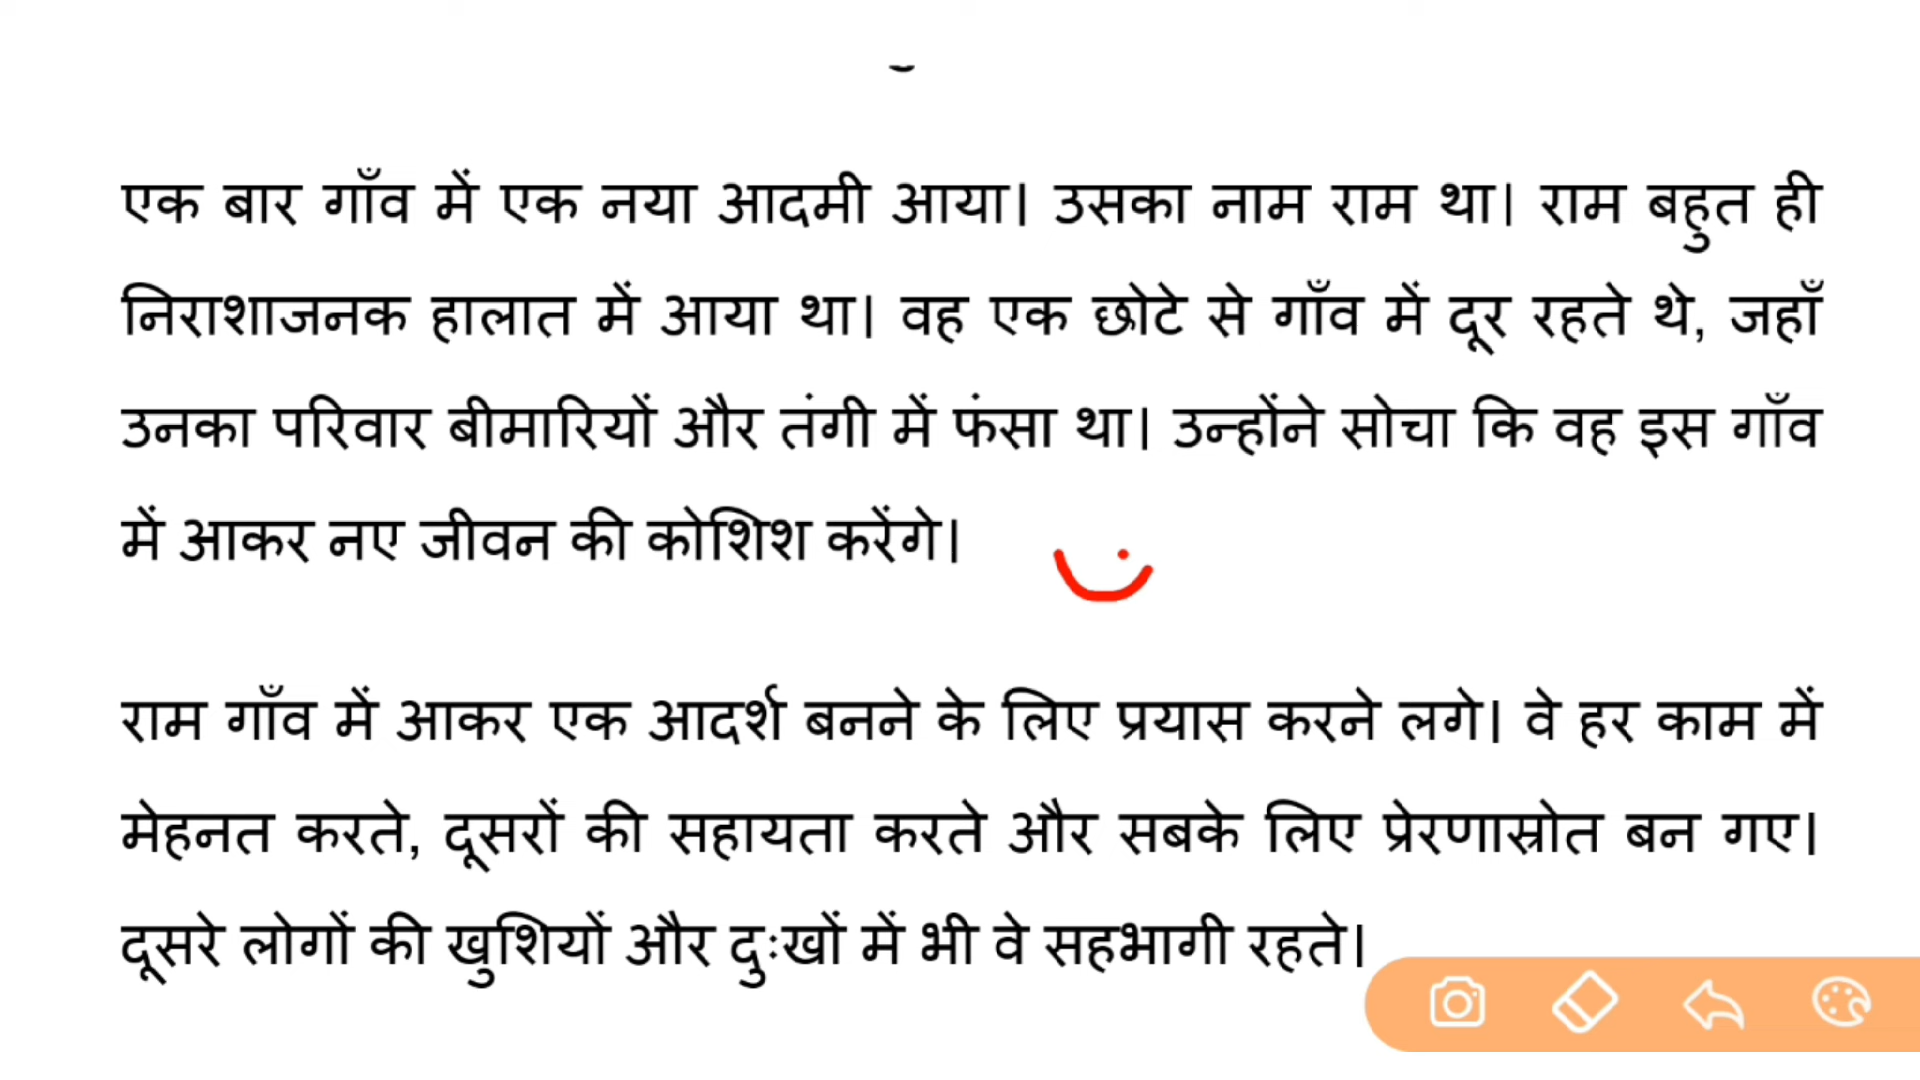 एक बार गाँव में एक नया आदमी आया। उसका नाम राम था। राम बहुत ही
निराशाजनक हालात में आया था। वह एक छोटे से गाँव में दूर रहते थे, जहाँ
उनका परिवार बीमारियों और तंगी में फंसा था। उन्होंने सोचा कि वह इस गाँव
में आकर नए जीवन की कोशिश करेंगे।
राम गाँव में आकर एक आदर्श बनने के लिए प्रयास करने लगे। वे हर काम में
मेहनत करते, दूसरों की सहायता करते और सबके लिए प्रेरणास्रोत बन गए।
दूसरे लोगों की खुशियों और दुःखों में भी वे सहभागी रहते।